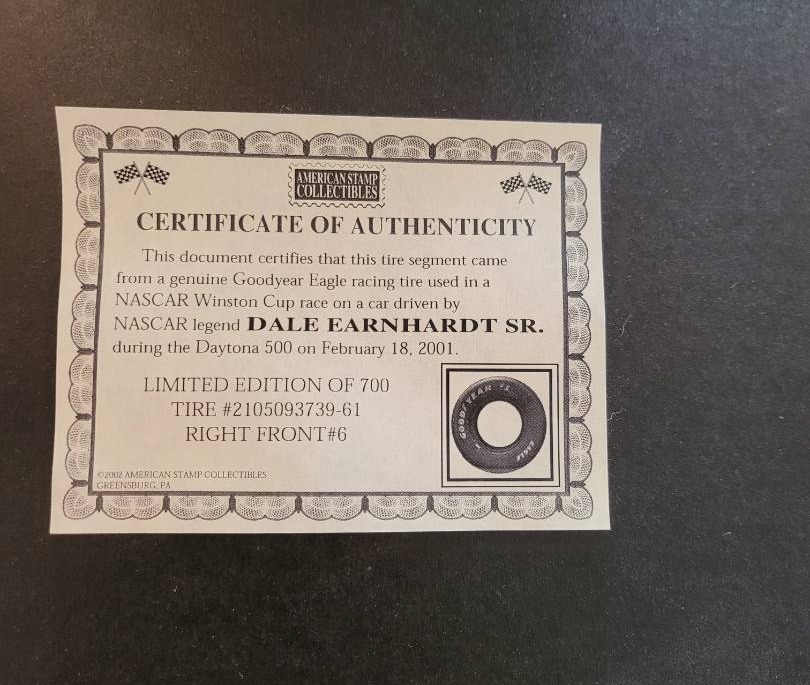 AMERICAN STAMP
COLLECTIBLES
CERTIFICATE OF AUTHENTICITY
This document certifies that this tire segment came
from a genuine Goodyear Eagle racing tire used in a
NASCAR Winston Cup race on a car driven by
NASCAR legend DALE EARNHARDT SR.
during the Daytona 500 on February 18, 2001.
LIMITED EDITION OF 700
TIRE #2105093739-61
RIGHT FRONT#6
GOODYEAR #1
EAGLE
©2002 AMERICAN STAMP COLLECTIBLES
GREENSBURG, PA